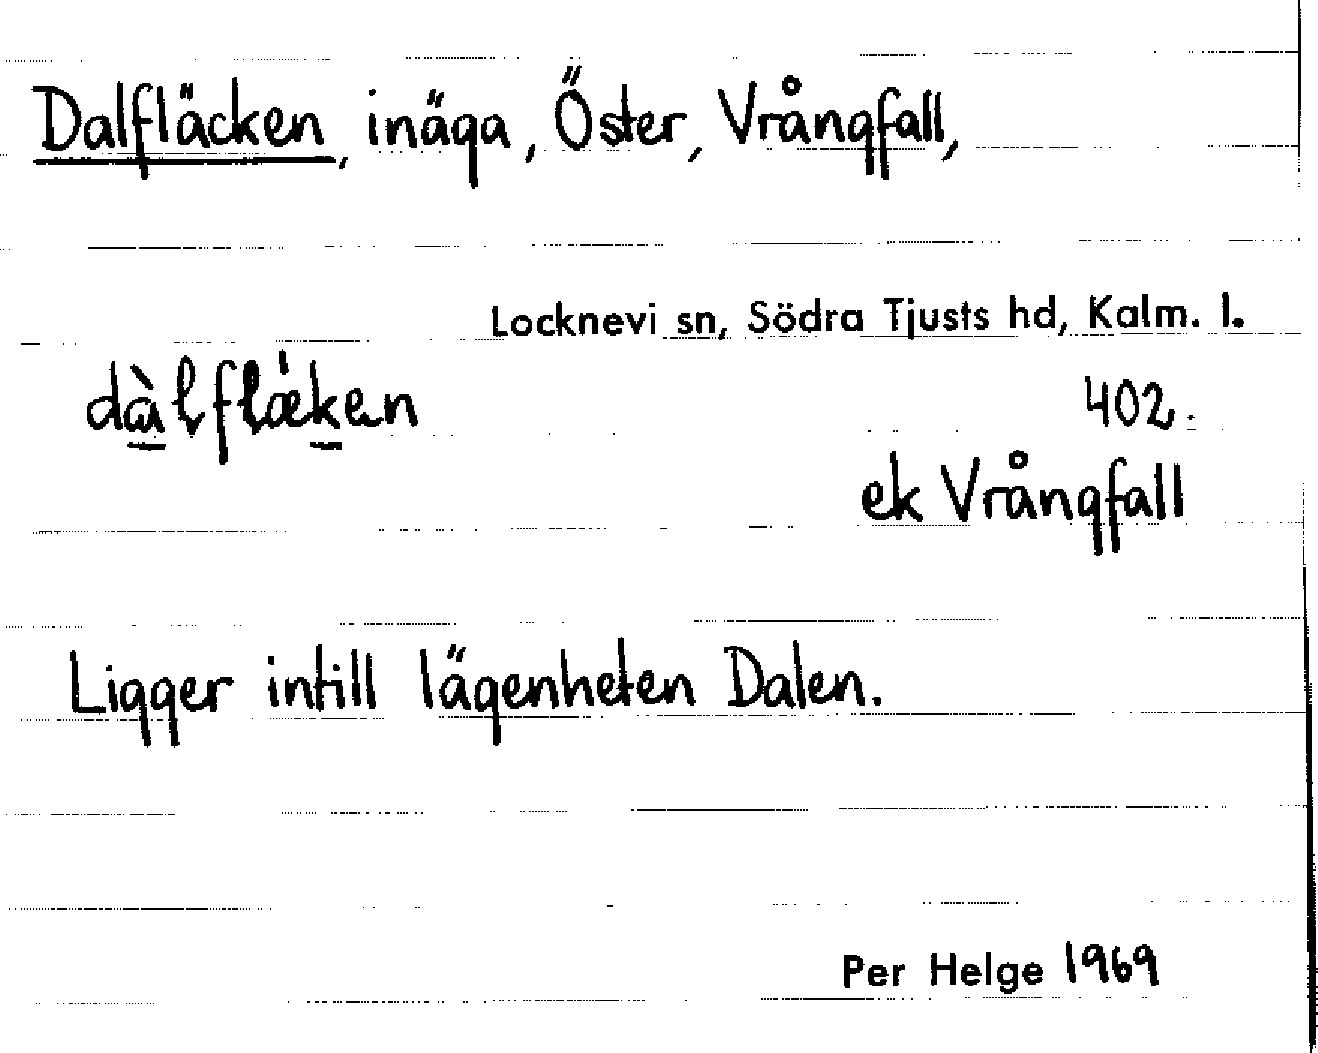 Dalfläcken, inäga, Öster, Vrångfall,
Locknevi sn, Södra Tjusts hd, Kalm. l.
dàlflǽken
402.
ek Vrångfall
Ligger intill lägenheten Dalen.
Per Helge 1969